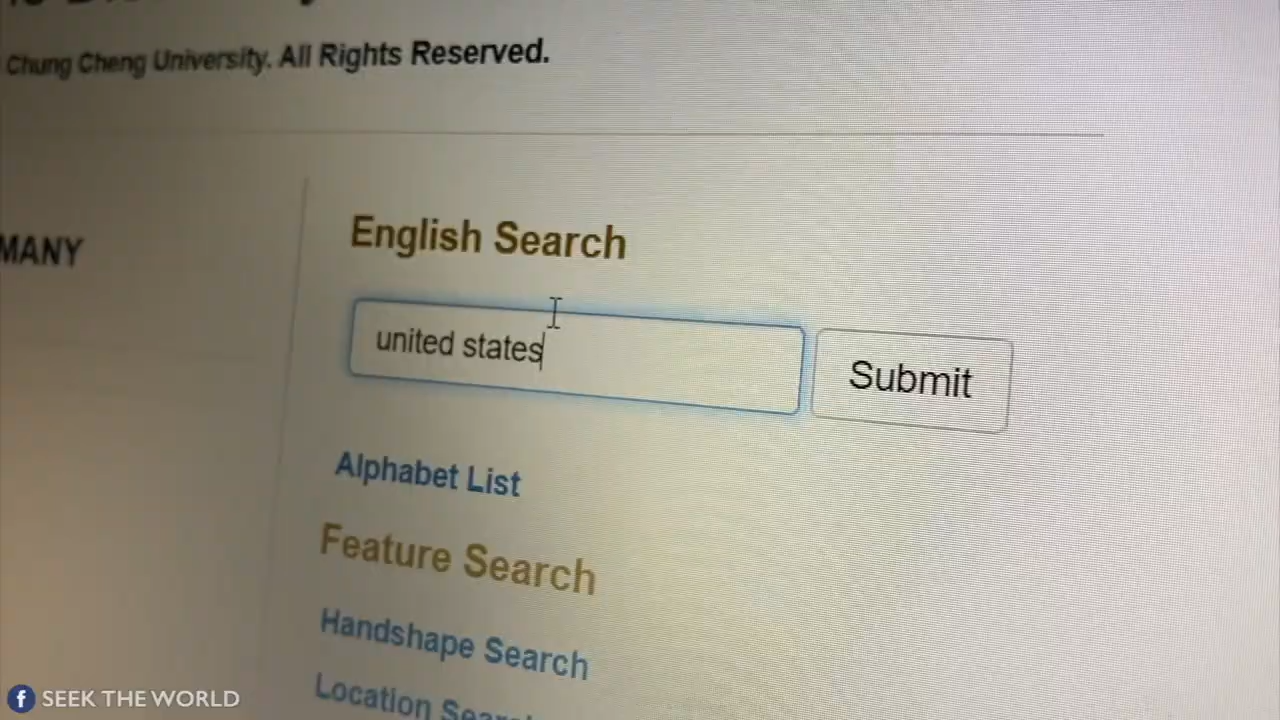 Chung Cheng University. All Rights Reserved.
MANY
English Search
united states
Submit
Alphabet List
Feature Search
Handshape Search
Location
SEEK THE WORLD